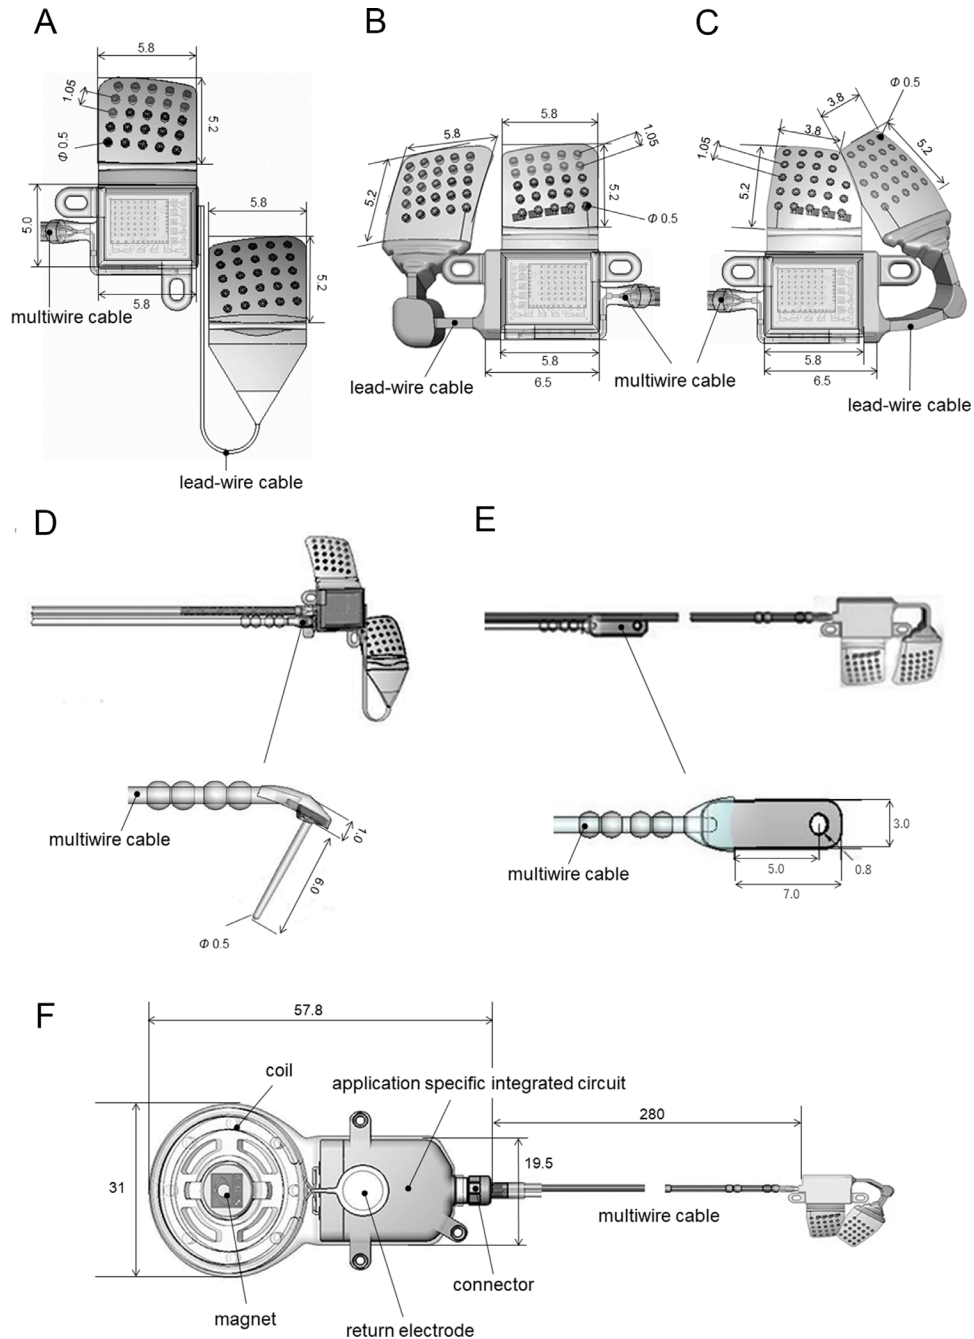 A
5.8
1.05
5.2
Φ 0.5
5.0
5.8
5.2
5.8
multiwire cable
lead-wire cable
B
5.8
5.8
1.05
5.2
5.2
Φ 0.5
5.8
6.5
lead-wire cable
multiwire cable
C
Φ 0.5
3.8
3.8
1.05
5.2
5.2
5.8
6.5
lead-wire cable
D
multiwire cable
1.0
6.0
Φ 0.5
E
3.0
multiwire cable
5.0
0.8
7.0
F
57.8
coil
application specific integrated circuit
280
31
19.5
multiwire cable
connector
magnet
return electrode